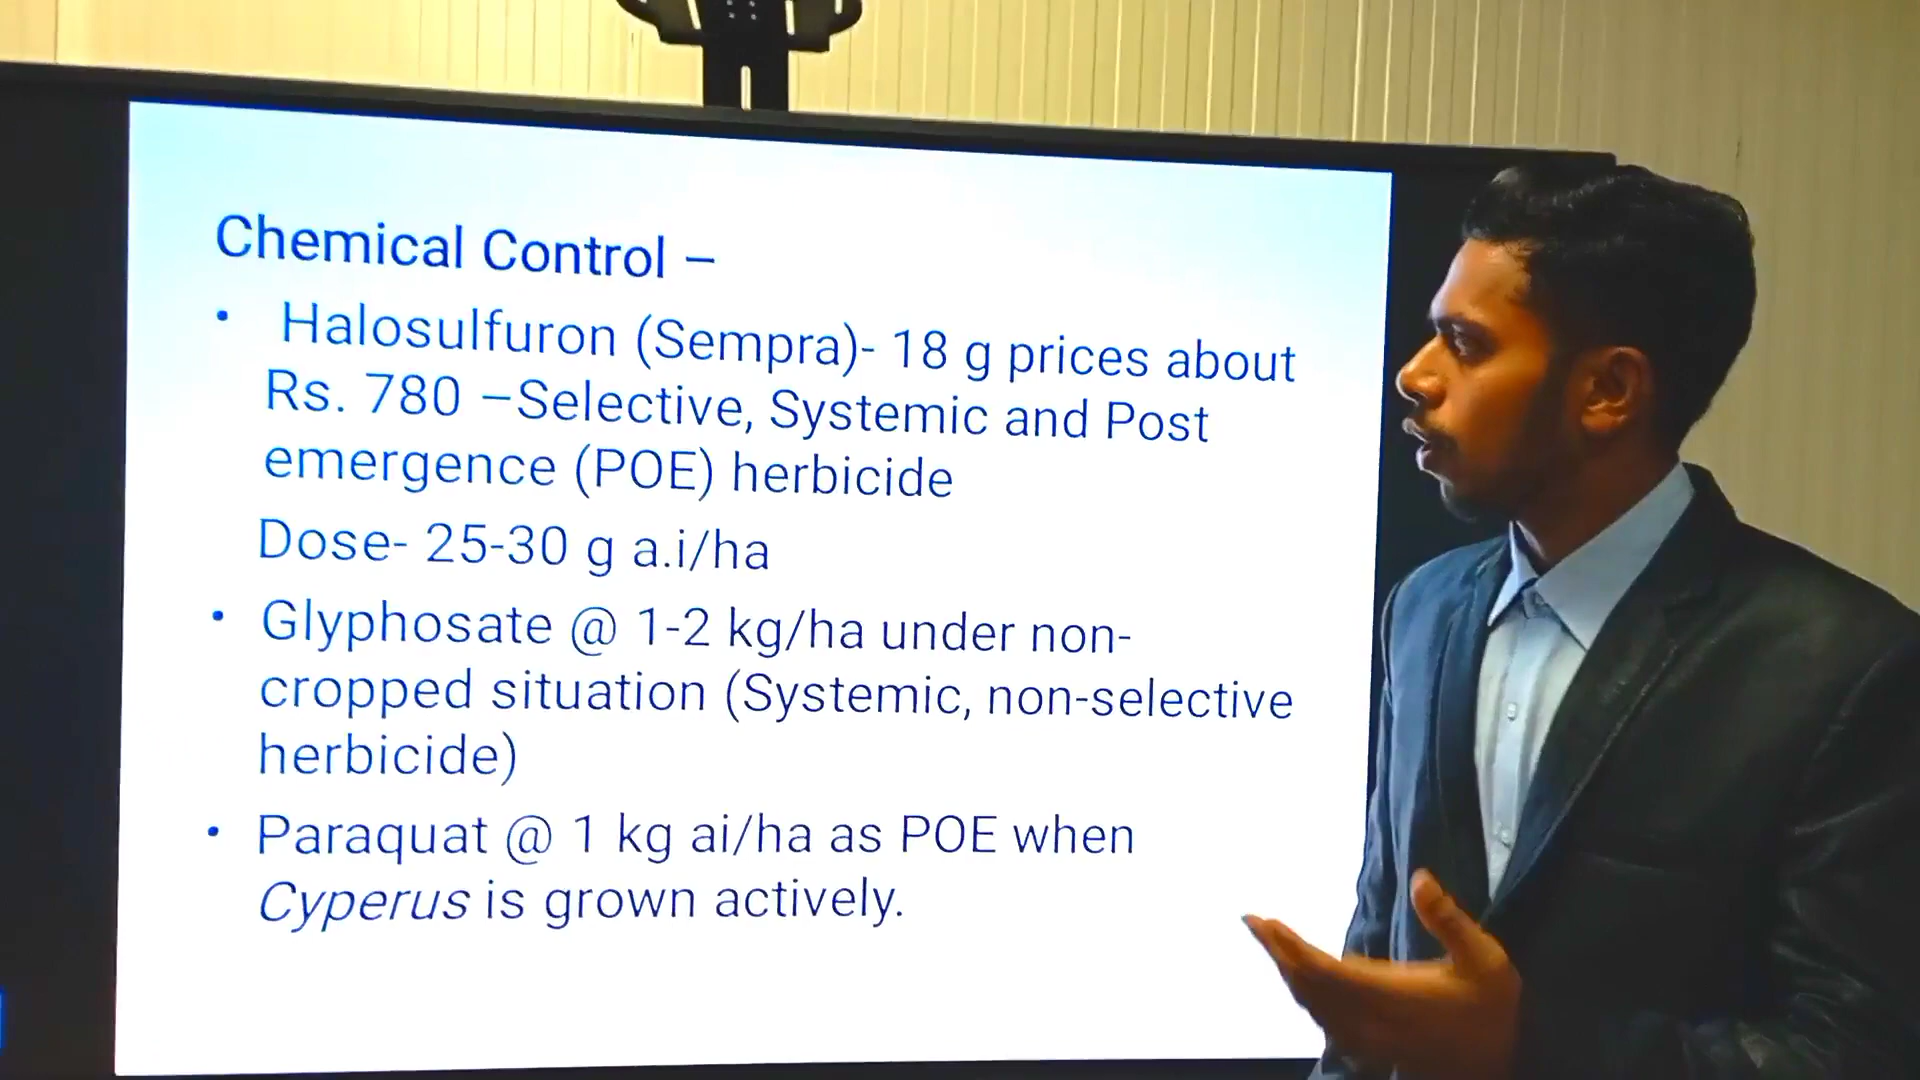 Chemical Control –
• Halosulfuron (Sempra)- 18 g prices about
Rs. 780 –Selective, Systemic and Post
emergence (POE) herbicide
Dose- 25-30 g a.i/ha
• Glyphosate @ 1-2 kg/ha under non-
cropped situation (Systemic, non-selective
herbicide)
• Paraquat @ 1 kg ai/ha as POE when
Cyperus is grown actively.